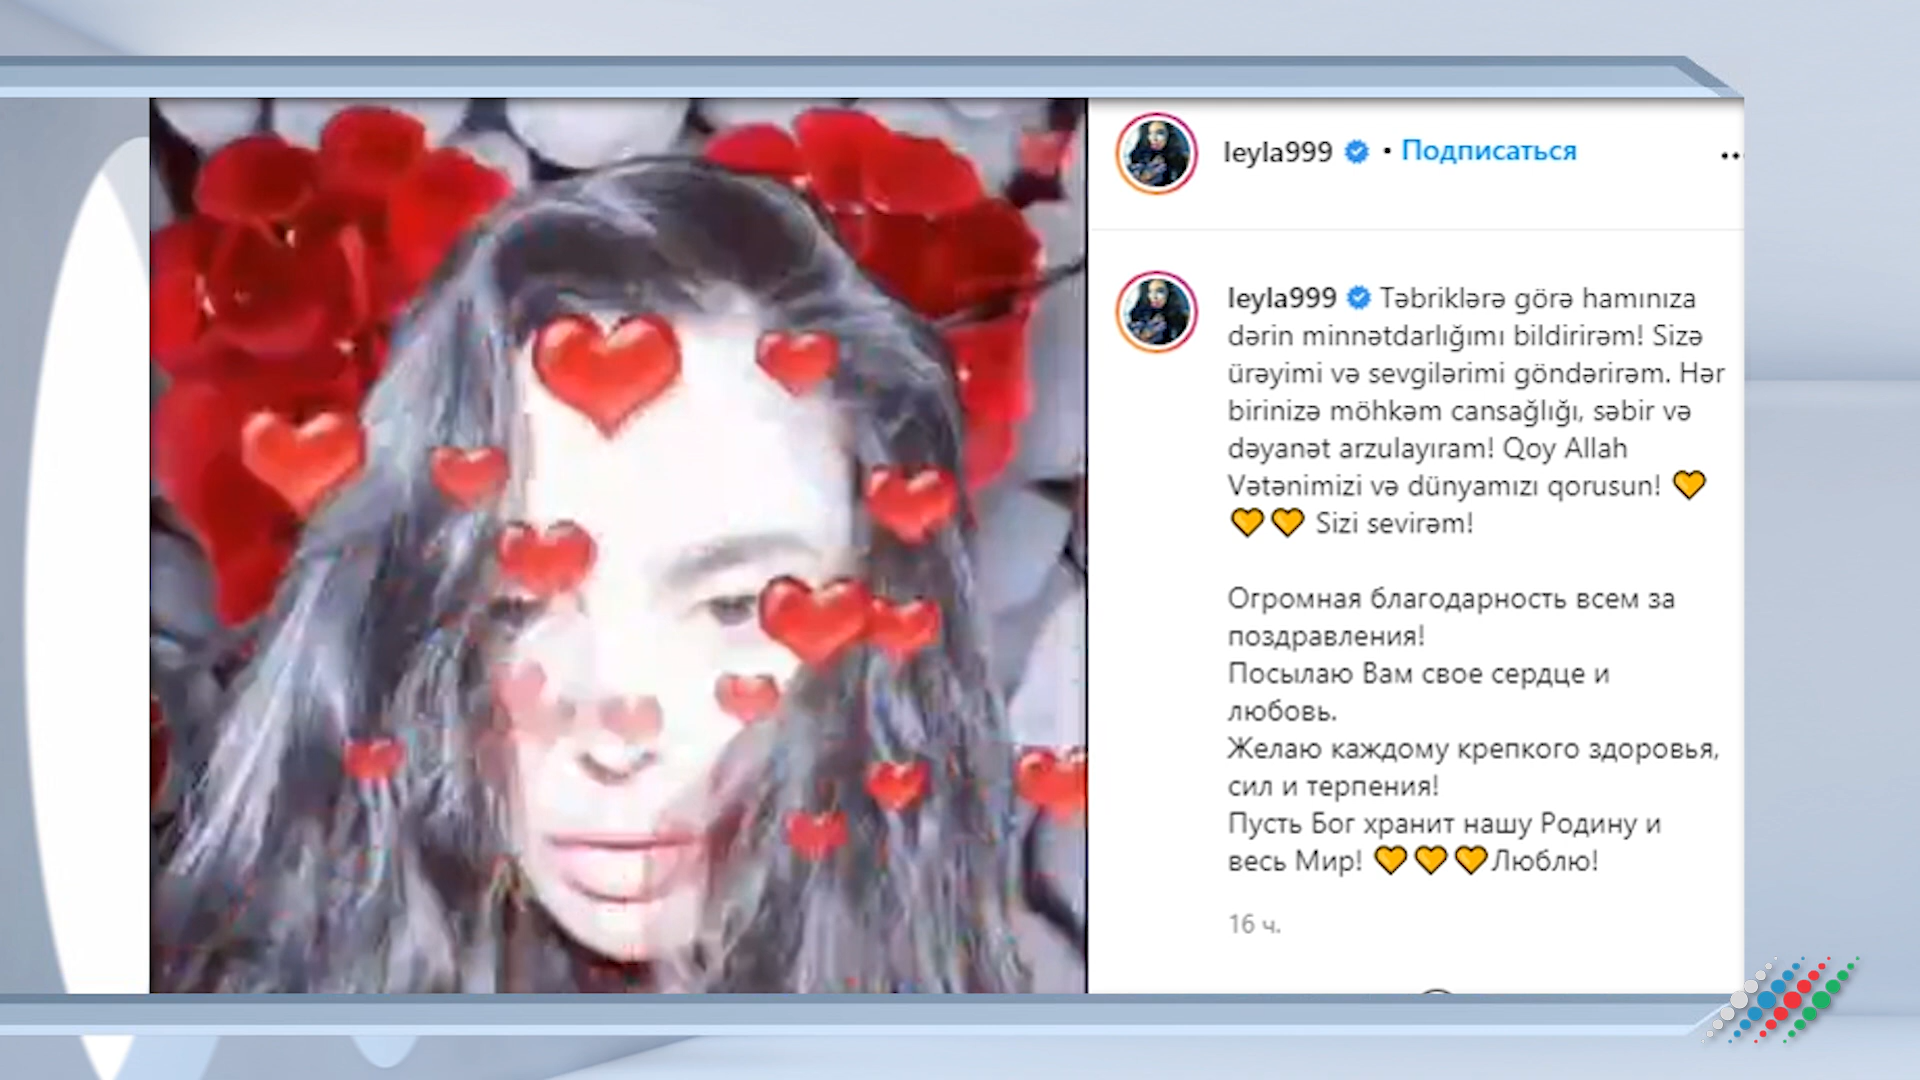 leyla999 • Подписаться
leyla999 Təbriklərə görə hamınıza
dərin minnətdarlığımı bildirirəm! Sizə
ürəyimi və sevgilərimi göndərirəm. Hər
birinizə möhkəm cansağlığı, səbir və
dəyanət arzulayıram! Qoy Allah
Vətənimizi və dünyamızı qorusun! 💛
💛💛 Sizi sevirəm!
Огромная благодарность всем за
поздравления!
Посылаю Вам свое сердце и
любовь.
Желаю каждому крепкого здоровья,
сил и терпения!
Пусть Бог хранит нашу Родину и
весь Мир! 💛💛💛Люблю!
16 ч.